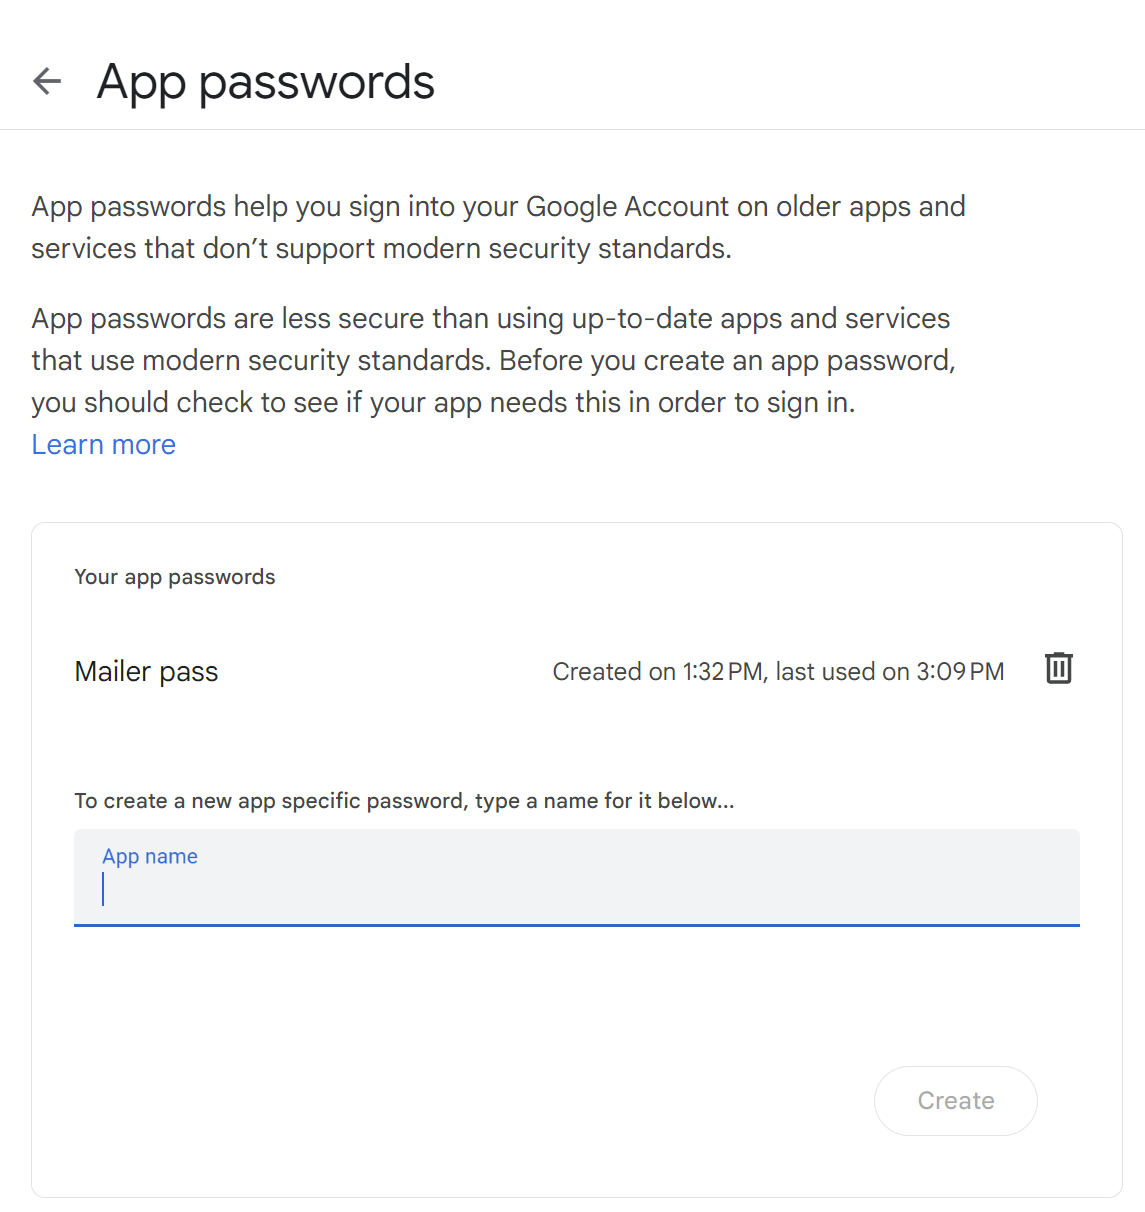 App passwords
App passwords help you sign into your Google Account on older apps and
services that don’t support modern security standards.
App passwords are less secure than using up-to-date apps and services
that use modern security standards. Before you create an app password,
you should check to see if your app needs this in order to sign in.
Learn more
Your app passwords
Mailer pass
Created on 1:32 PM, last used on 3:09 PM
To create a new app specific password, type a name for it below...
App name
Create